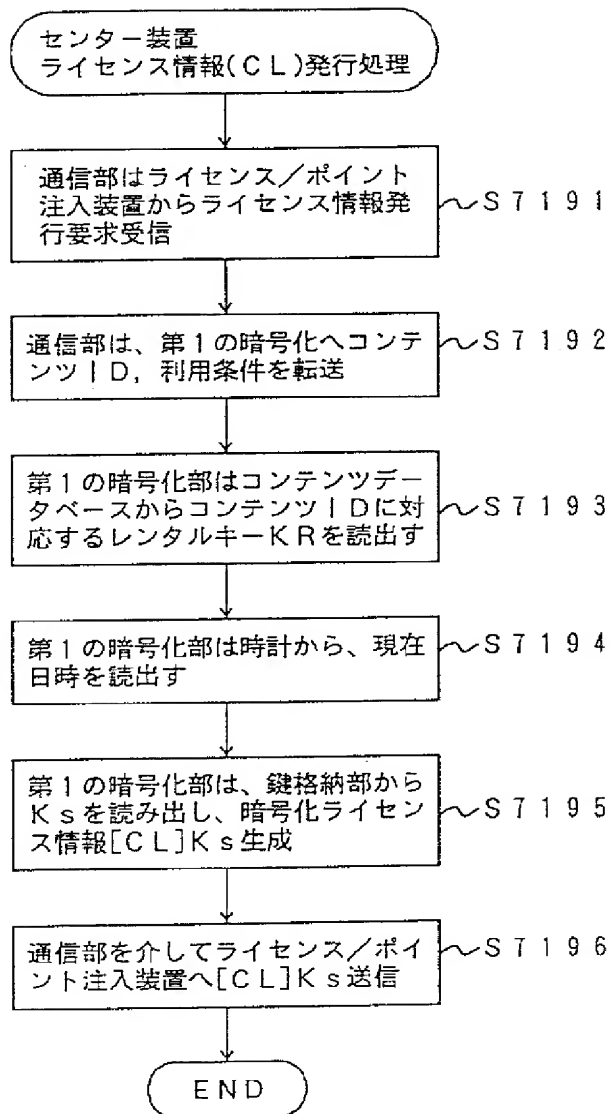 センター装置
ライセンス情報(CL)発行処理
通信部はライセンス／ポイント
注入装置からライセンス情報発
行要求受信
S7191
通信部は、第1の暗号化へコンテ
ンツID，利用条件を転送
S7192
第1の暗号化部はコンテンツデー
タベースからコンテンツIDに対
応するレンタルキーKRを読出す
S7193
第1の暗号化部は時計から、現在
日時を読出す
S7194
第1の暗号化部は、鍵格納部から
Ksを読み出し、暗号化ライセン
ス情報[CL]Ks生成
S7195
通信部を介してライセンス／ポイ
ント注入装置へ[CL]Ks送信
S7196
END